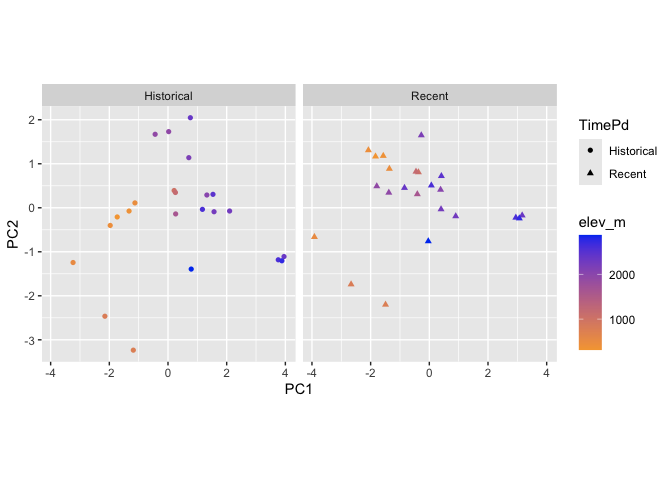 Historical
Recent
2
1
0
-1
-2
-3
PC2
-4
-2
0
2
4
-4
-2
0
2
4
PC1
TimePd
Historical
Recent
elev_m
2000
1000